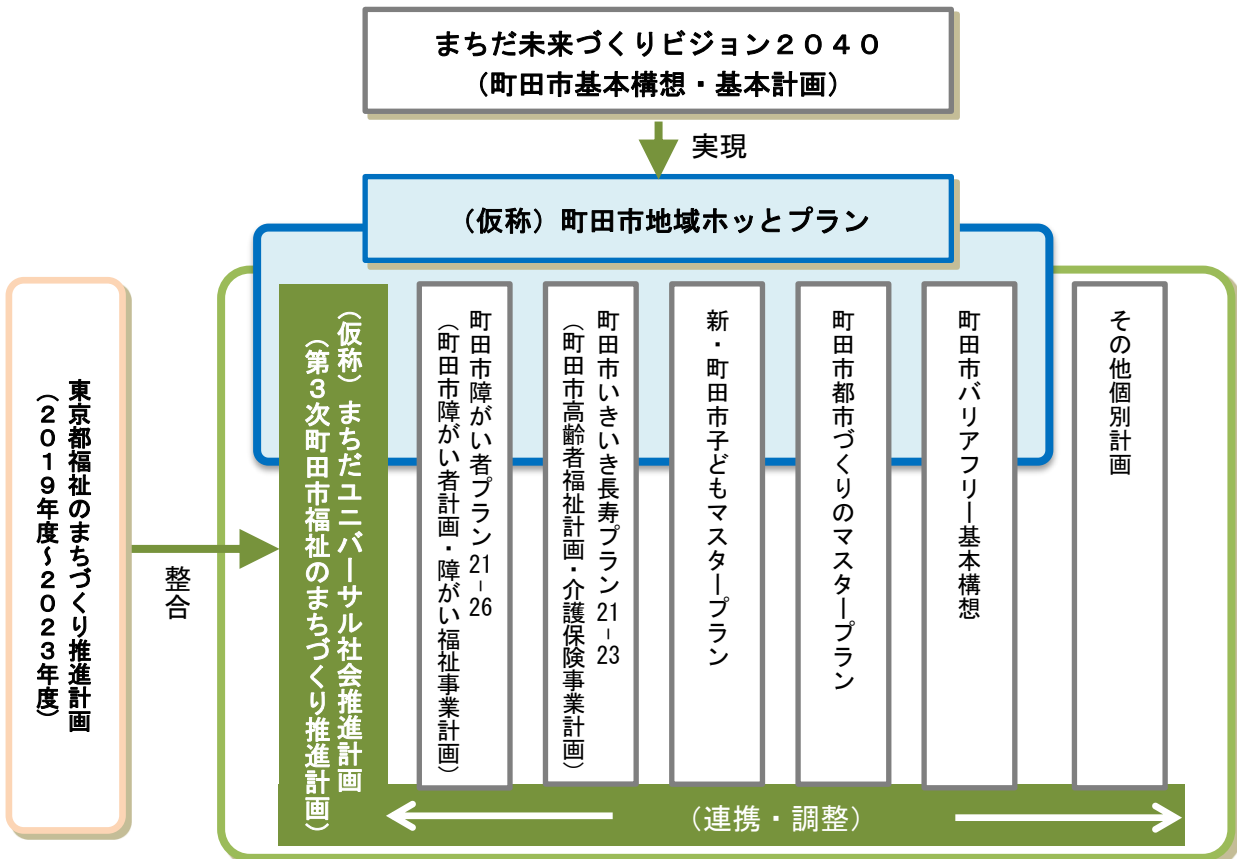 まちだ未来づくりビジョン２０４０
（町田市基本構想・基本計画）
実現
（仮称）町田市地域ホッとプラン
東京都福祉のまちづくり推進計画
（２０１９年度～２０２３年度）
整合
（仮称）まちだユニバーサル社会推進計画
（第３次町田市福祉のまちづくり推進計画）
町田市障がい者プラン 21-26
（町田市障がい者計画・障がい福祉事業計画）
町田市いきいき長寿プラン 21-23
（町田市高齢者福祉計画・介護保険事業計画）
新・町田市子どもマスタープラン
町田市都市づくりのマスタープラン
町田市バリアフリー基本構想
その他個別計画
（連携・調整）